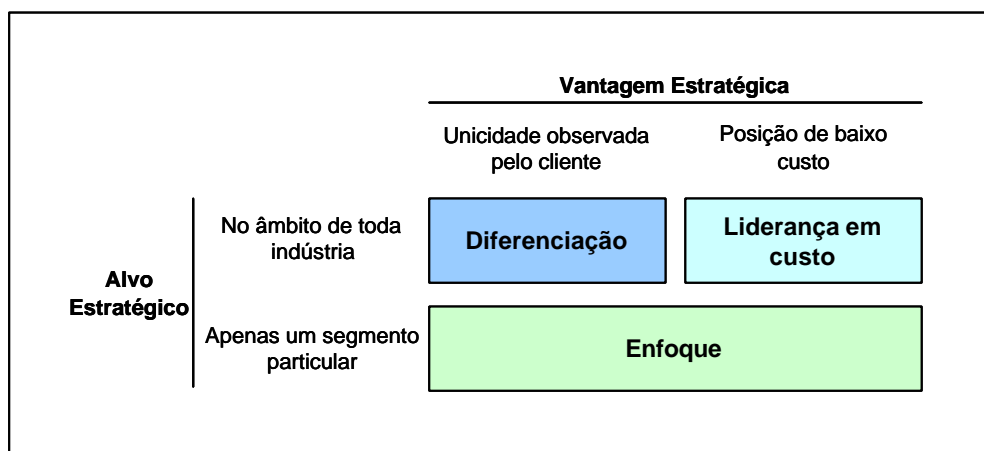 Vantagem Estratégica
Unicidade observada
pelo cliente
Posição de baixo
custo
No âmbito de toda
indústria
Diferenciação
Liderança em
custo
Alvo
Estratégico
Apenas um segmento
particular
Enfoque